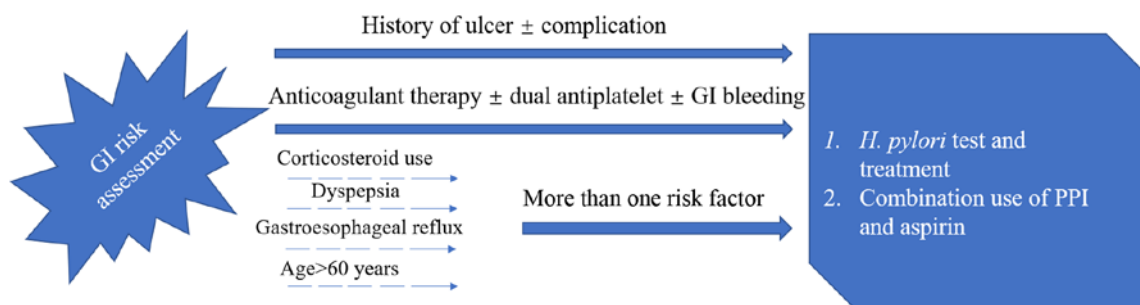 GI risk
assessment
History of ulcer ± complication
Anticoagulant therapy ± dual antiplatelet ± GI bleeding
Corticosteroid use
Dyspepsia
Gastroesophageal reflux
Age>60 years
More than one risk factor
1. H. pylori test and
treatment
2. Combination use of PPI
and aspirin